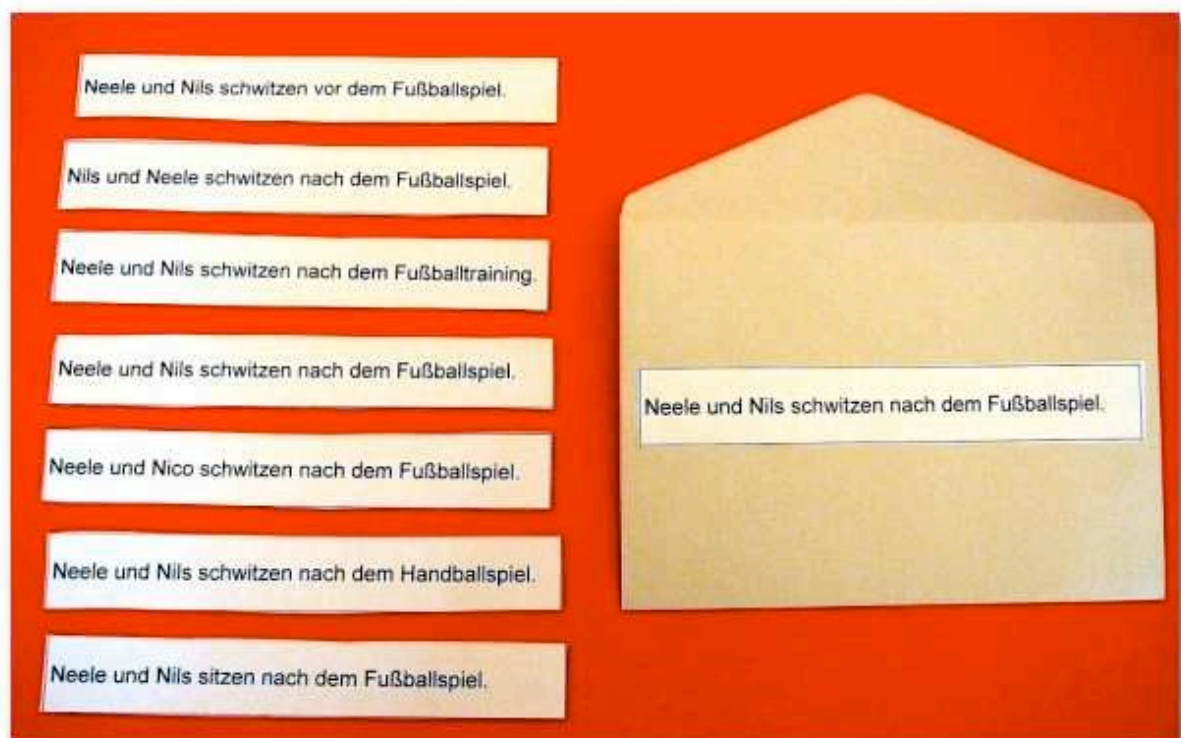 Neele und Nils schwitzen vor dem Fußballspiel.
Nils und Neele schwitzen nach dem Fußballspiel.
Neele und Nils schwitzen nach dem Fußballtraining.
Neele und Nils schwitzen nach dem Fußballspiel.
Neele und Nico schwitzen nach dem Fußballspiel.
Neele und Nils schwitzen nach dem Handballspiel.
Neele und Nils sitzen nach dem Fußballspiel.
Neele und Nils schwitzen nach dem Fußballspiel.